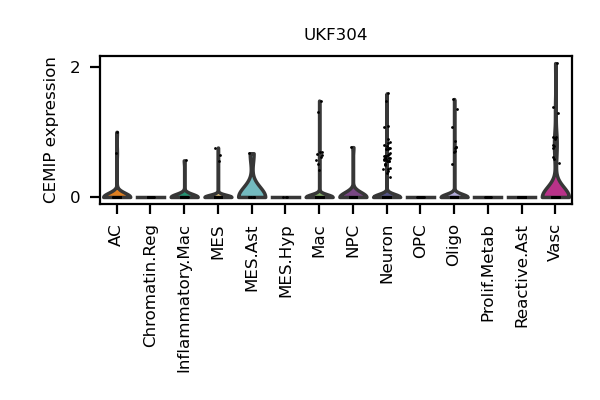 UKF304
CEMIP expression
2
0
AC
Chromatin.Reg
Inflammatory.Mac
MES
MES.Ast
MES.Hyp
Mac
NPC
Neuron
OPC
Oligo
Prolif.Metab
Reactive.Ast
Vasc